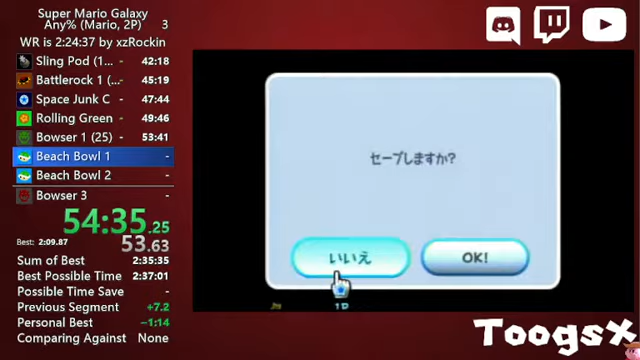 Super Mario Galaxy
Any% (Mario, 2P) 3
WR is 2:24:37 by xzRockin
Sling Pod (1... - 42:18
Battlerock 1 (... - 45:19
Space Junk C - 47:44
Rolling Green - 49:46
Bowser 1 (25) - 53:41
Beach Bowl 1 -
Beach Bowl 2 -
Bowser 3 -
54:35.25
Best: 2:09.87 53.63
Sum of Best 2:35:35
Best Possible Time 2:37:01
Possible Time Save -
Previous Segment +7.2
Personal Best −1:14
Comparing Against None
セーブしますか?
いいえ OK!
1P
ToogsX